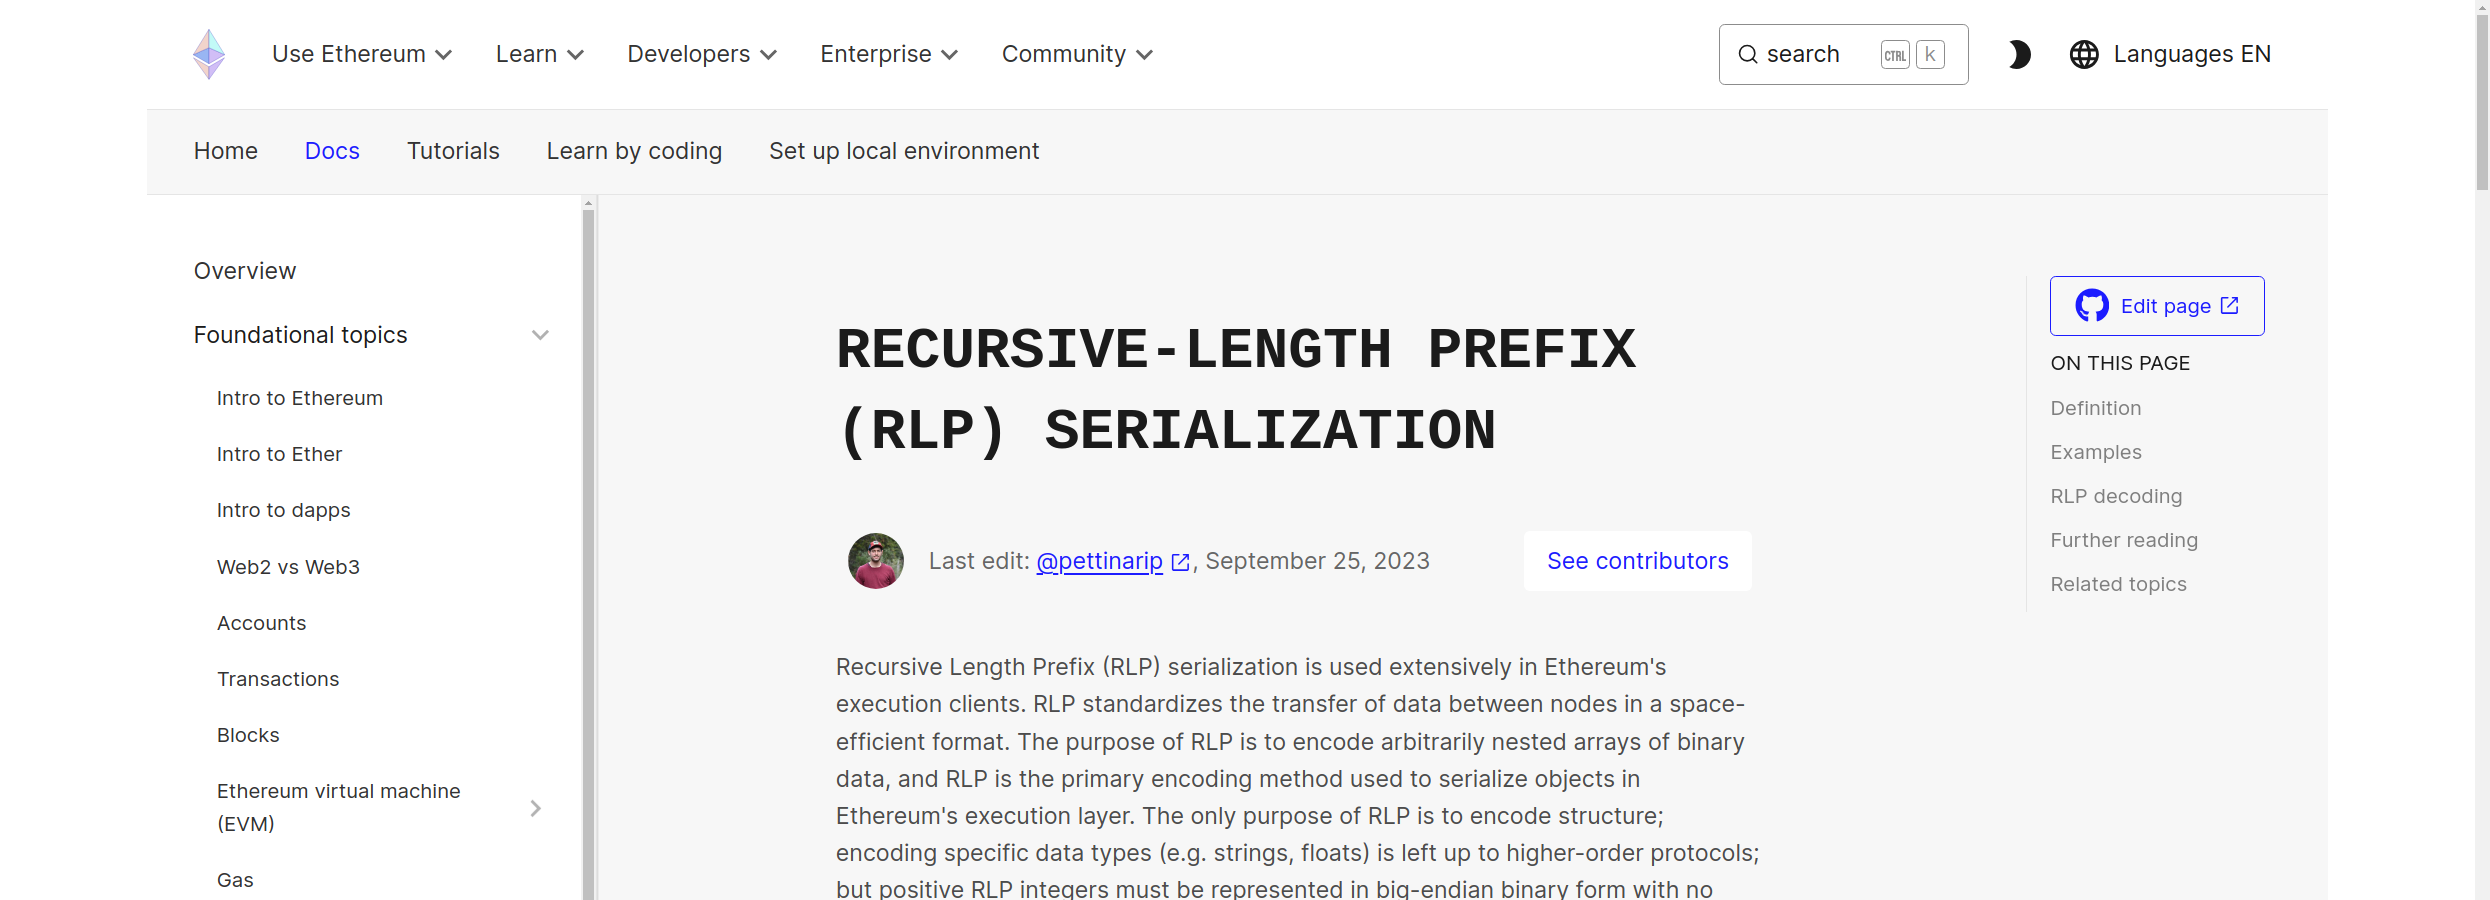 Use Ethereum Learn Developers Enterprise Community search CTRL k Languages EN
Home Docs Tutorials Learn by coding Set up local environment
Overview
Foundational topics
Intro to Ethereum
Intro to Ether
Intro to dapps
Web2 vs Web3
Accounts
Transactions
Blocks
Ethereum virtual machine
(EVM)
Gas
RECURSIVE-LENGTH PREFIX
(RLP) SERIALIZATION
Last edit: @pettinarip, September 25, 2023 See contributors
Recursive Length Prefix (RLP) serialization is used extensively in Ethereum's
execution clients. RLP standardizes the transfer of data between nodes in a space-
efficient format. The purpose of RLP is to encode arbitrarily nested arrays of binary
data, and RLP is the primary encoding method used to serialize objects in
Ethereum's execution layer. The only purpose of RLP is to encode structure;
encoding specific data types (e.g. strings, floats) is left up to higher-order protocols;
but positive RLP integers must be represented in big-endian binary form with no
Edit page
ON THIS PAGE
Definition
Examples
RLP decoding
Further reading
Related topics